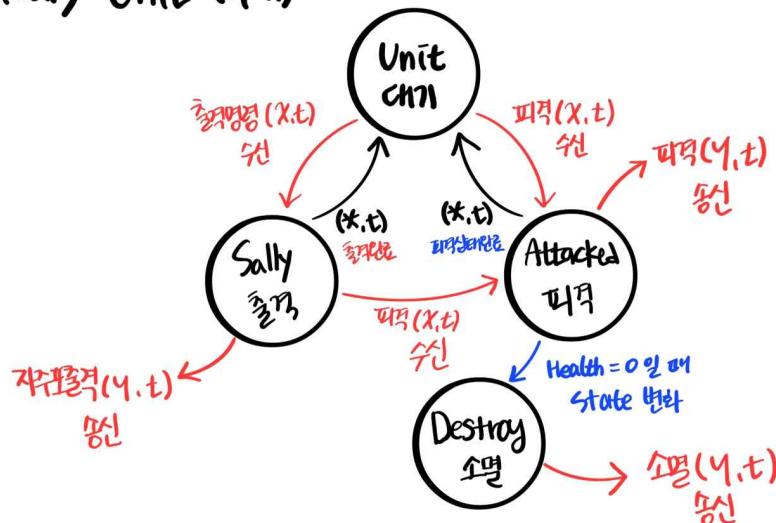 Unit
대기
출격명령(X,t)
수신
피격(X,t)
수신
피격(Y,t)
송신
(*,t)
출격완료
(*,t)
피격상태완료
Sally
출격
Attacked
피격
피격(X,t)
수신
자주포출격(Y,t)
송신
Health=0일 때
State 변화
Destroy
소멸
소멸(Y,t)
송신